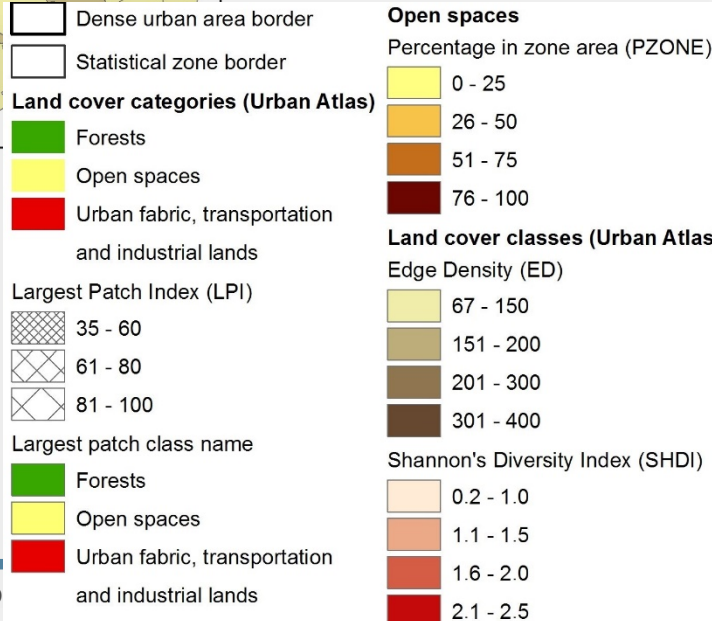 Dense urban area border
Statistical zone border
Land cover categories (Urban Atlas)
Forests
Open spaces
Urban fabric, transportation
and industrial lands
Largest Patch Index (LPI)
35 - 60
61 - 80
81 - 100
Largest patch class name
Forests
Open spaces
Urban fabric, transportation
and industrial lands
Open spaces
Percentage in zone area (PZONE)
0 - 25
26 - 50
51 - 75
76 - 100
Land cover classes (Urban Atlas
Edge Density (ED)
67 - 150
151 - 200
201 - 300
301 - 400
Shannon's Diversity Index (SHDI)
0.2 - 1.0
1.1 - 1.5
1.6 - 2.0
2.1 - 2.5